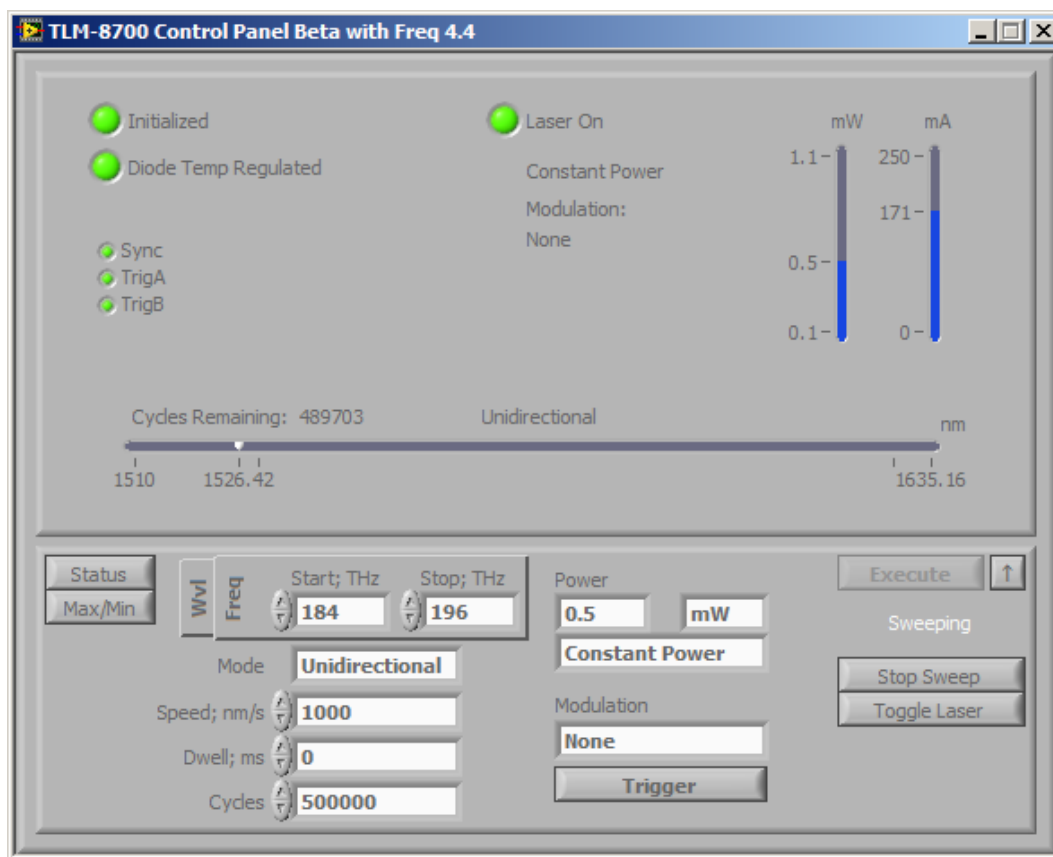 TLM-8700 Control Panel Beta with Freq 4.4
Initialized
Laser On
mW mA
Diode Temp Regulated
Constant Power
1.1 250
Modulation:
171
None
Sync
TrigA
0.5
TrigB
0.1 0
Cycles Remaining: 489703 Unidirectional nm
1510 1526.42 1635.16
Status
Max/Min
Wvl
Freq
Start; THz Stop; THz
184 196
Mode Unidirectional
Speed; nm/s 1000
Dwell; ms 0
Cycles 500000
Power
0.5 mW
Constant Power
Modulation
None
Trigger
Execute ↑
Sweeping
Stop Sweep
Toggle Laser